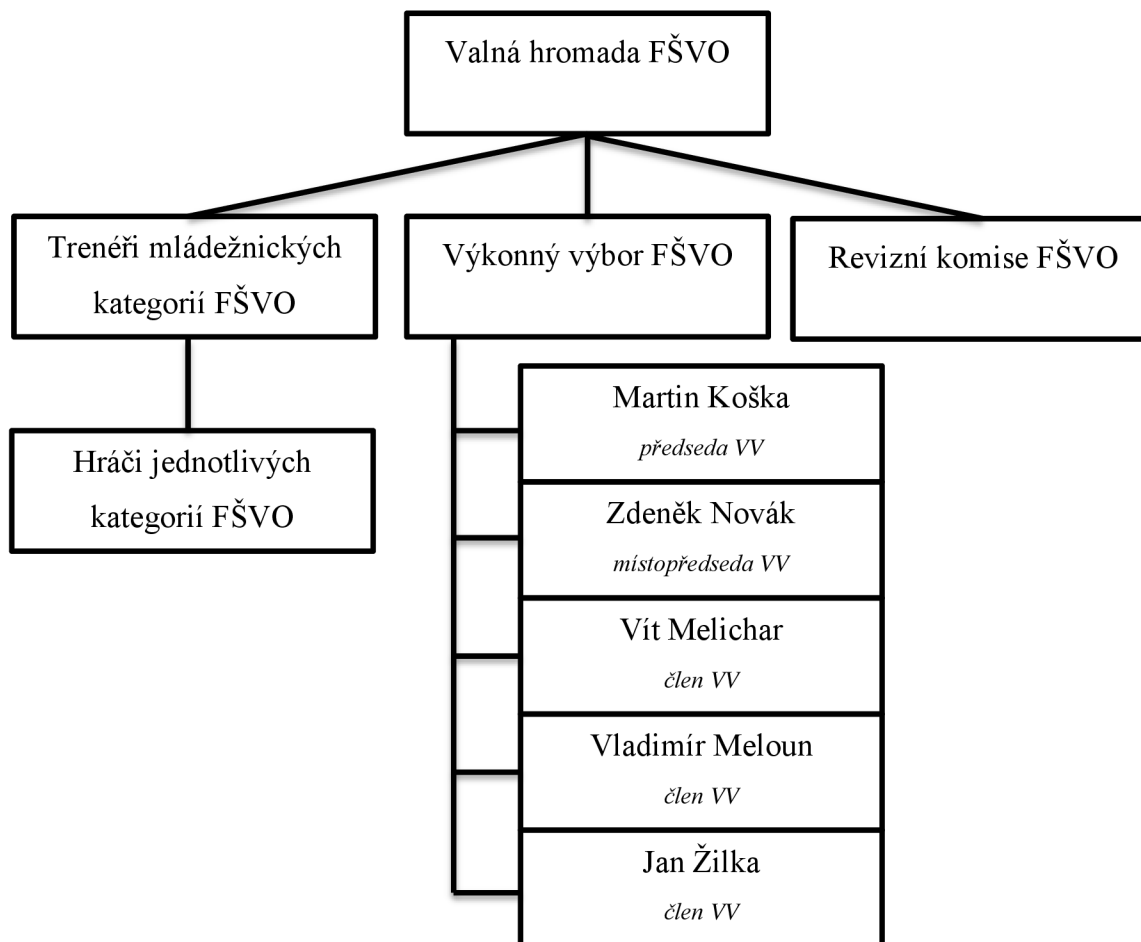 Valná hromada FŠVO
Trenéři mládežnických
kategorií FŠVO
Výkonný výbor FŠVO
Revizní komise FŠVO
Hráči jednotlivých
kategorií FŠVO
Martin Koška
předseda VV
Zdeněk Novák
místopředseda VV
Vít Melichar
člen VV
Vladimír Meloun
člen VV
Jan Žilka
člen VV